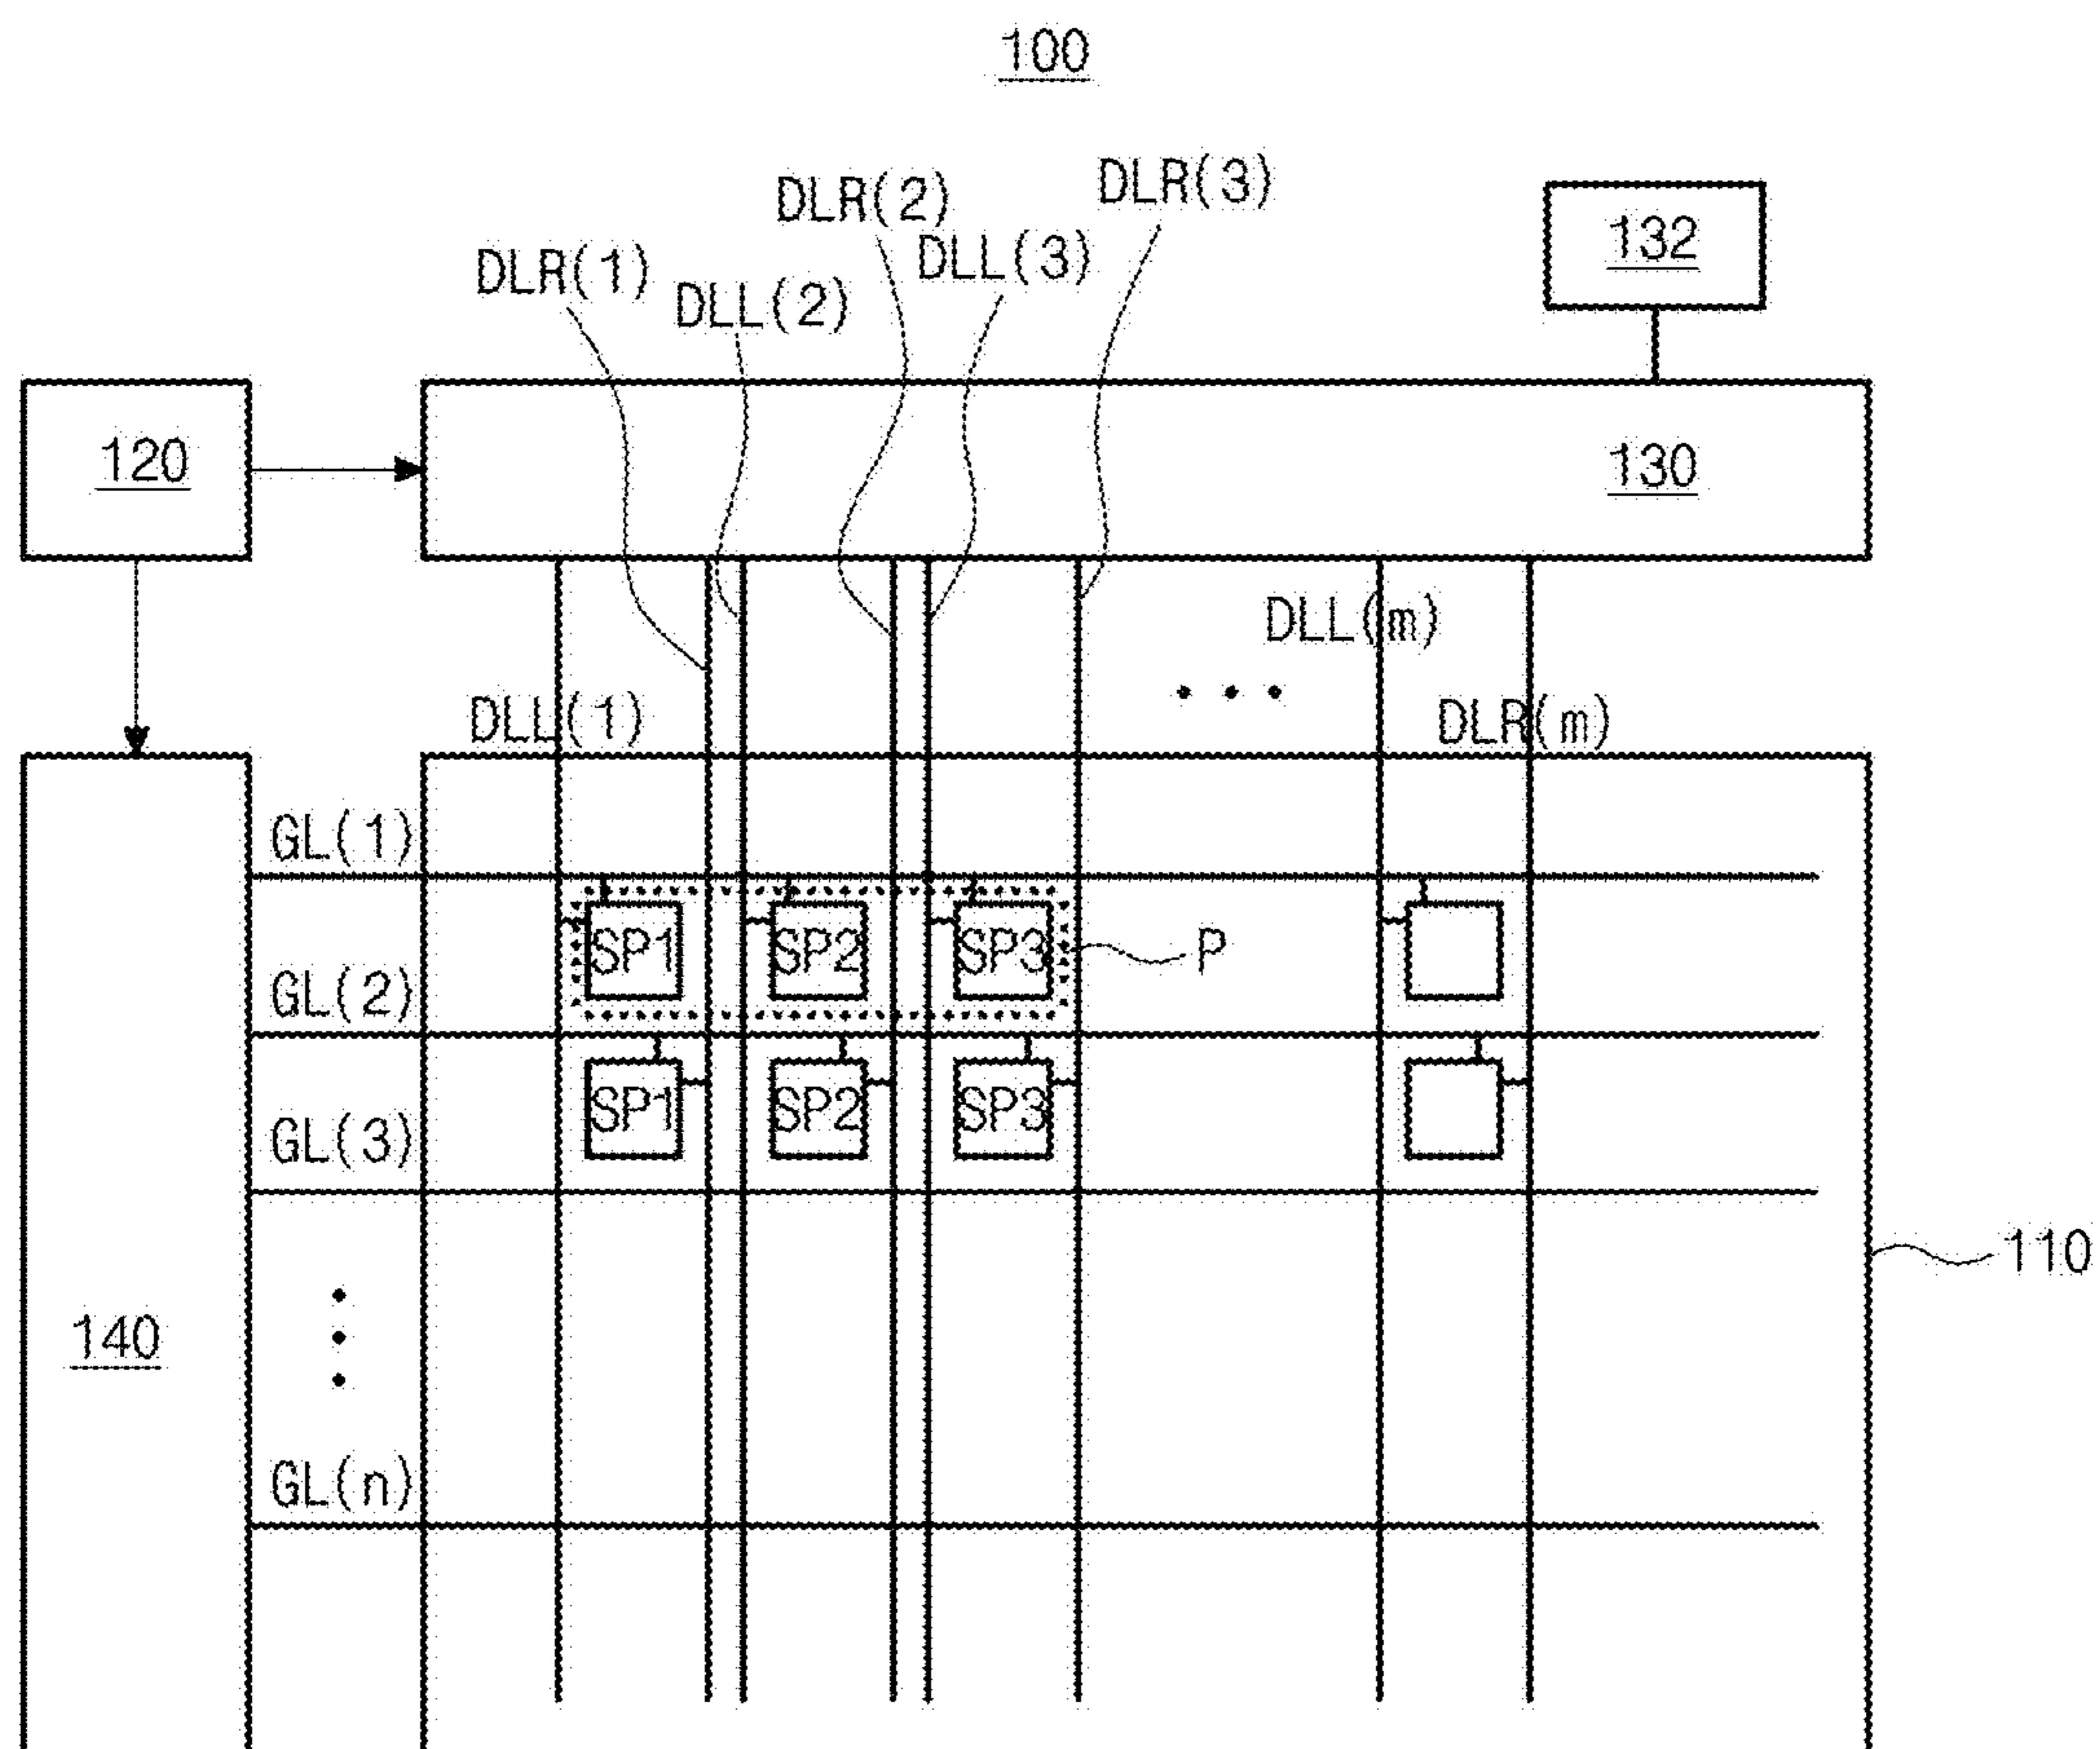 100
DLR(3)
DLR(2)
132
DLL(3)
DLR(1)
DLL(2)
120
130
DLL(m)
DLL(1)
DLR(m)
GL(1)
SP1 SP2 SP3 P
GL(2)
SP1 SP2 SP3
GL(3)
110
140
GL(n)